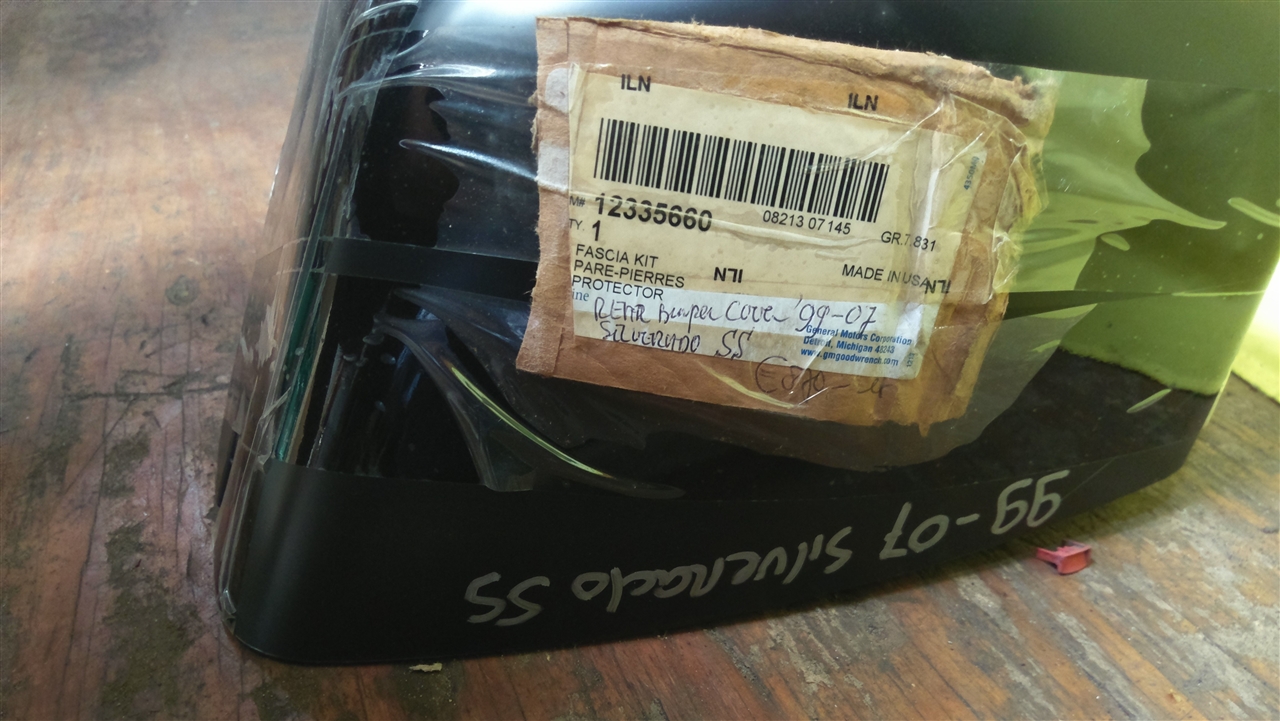 ILN ILN
M# 12335660 08213 07145 GR.7.831
TY. 1
FASCIA KIT
PARE-PIERRES ILN MADE IN USA ILN
PROTECTOR
ine
REAR Bumper Cover '99-07
SILVERADO SS
General Motors Corporation
Detroit, Michigan 48243
www.gmgoodwrench.com
99-07 Silverado SS